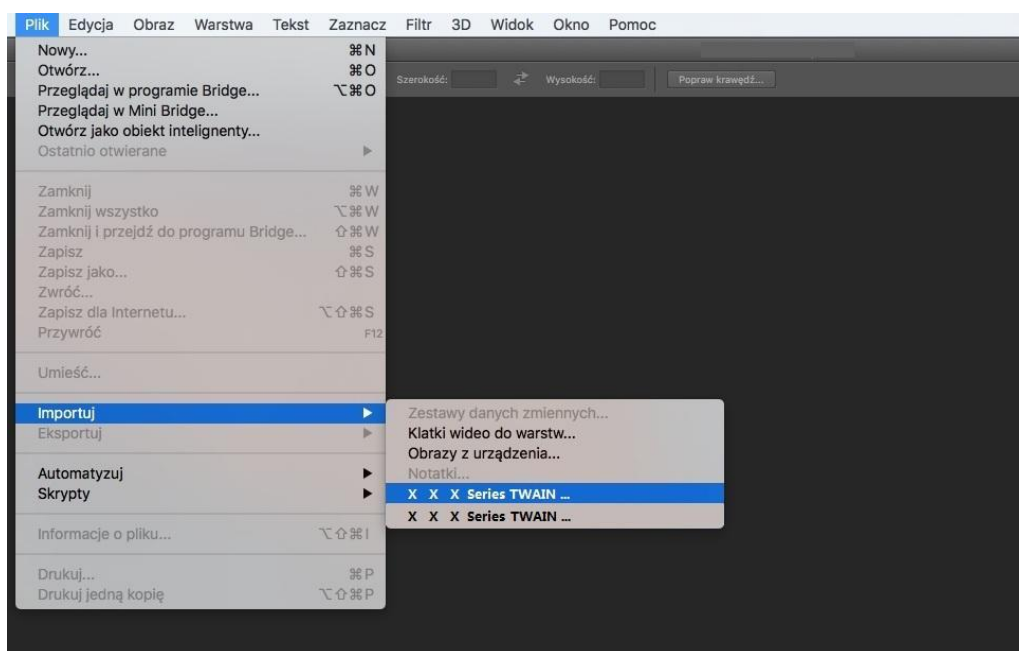 Plik Edycja Obraz Warstwa Tekst Zaznacz Filtr 3D Widok Okno Pomoc
Szerokość: Wysokość: Popraw krawędź...
Nowy... ⌘N
Otwórz... ⌘O
Przeglądaj w programie Bridge... ⌥⌘O
Przeglądaj w Mini Bridge...
Otwórz jako obiekt inteligentny...
Ostatnio otwierane ▶
Zamknij ⌘W
Zamknij wszystko ⌥⌘W
Zamknij i przejdź do programu Bridge... ⇧⌘W
Zapisz ⌘S
Zapisz jako... ⇧⌘S
Zwróć...
Zapisz dla Internetu... ⌥⇧⌘S
Przywróć F12
Umieść...
Importuj ▶
Eksportuj ▶
Automatyzuj ▶
Skrypty ▶
Informacje o pliku... ⌥⇧⌘I
Drukuj... ⌘P
Drukuj jedną kopię ⌥⇧⌘P
Zestawy danych zmiennych...
Klatki wideo do warstw...
Obrazy z urządzenia...
Notatki...
X X X Series TWAIN ...
X X X Series TWAIN ...